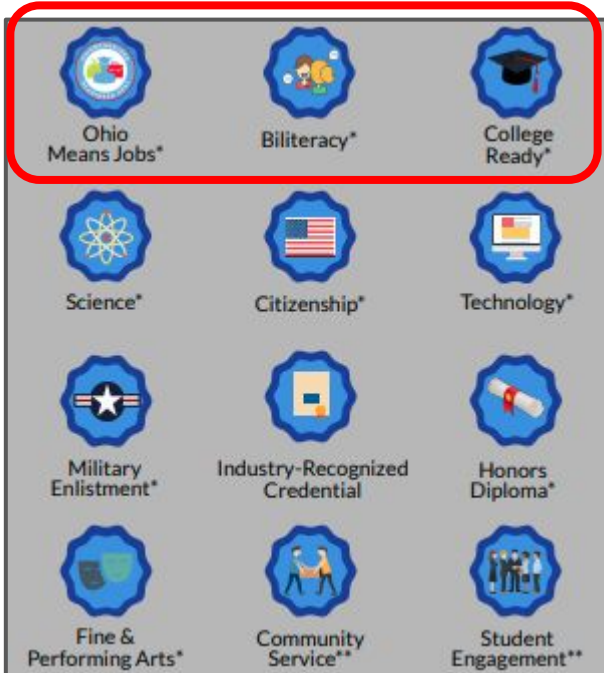 Ohio
Means Jobs*
Biliteracy*
College
Ready*
Science*
Citizenship*
Technology*
Military
Enlistment*
Industry-Recognized
Credential
Honors
Diploma*
Fine &
Performing Arts*
Community
Service**
Student
Engagement**